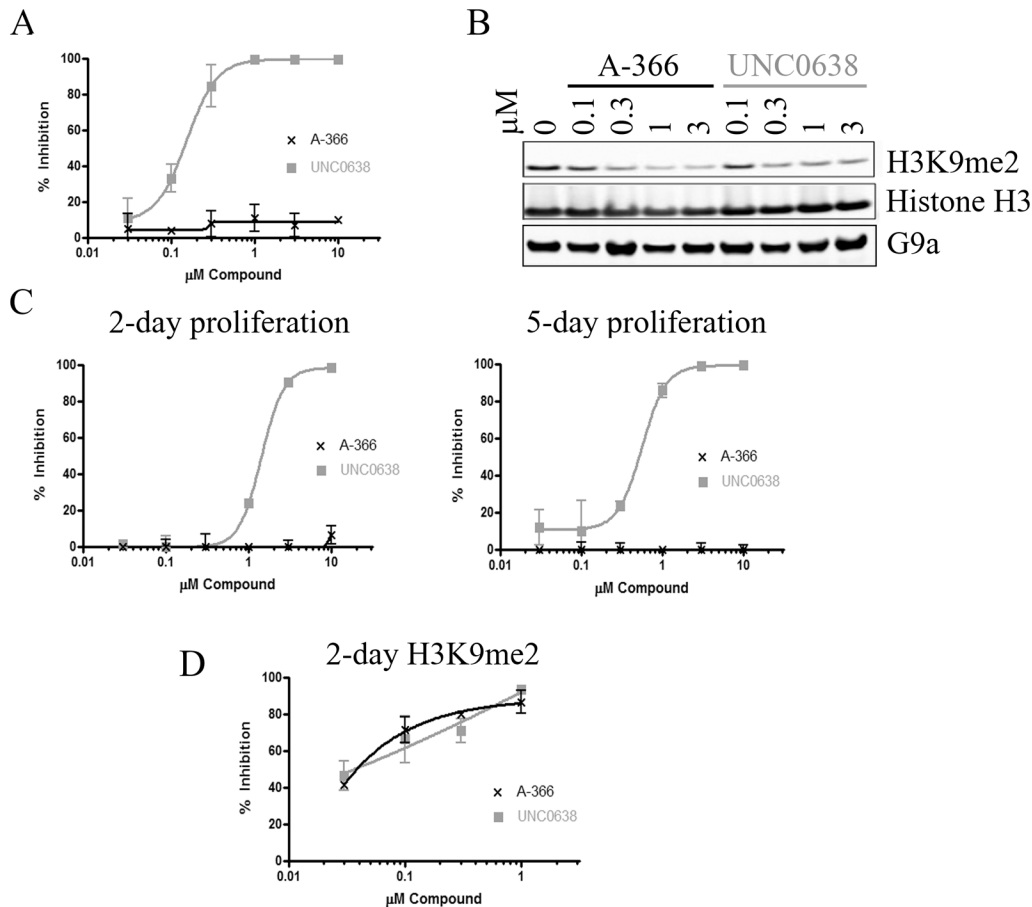 A
100
80
60
40
20
0
% Inhibition
0.01
0.1
1
10
μM Compound
A-366
UNC0638
B
A-366
UNC0638
μM
0
0.1
0.3
1
3
0.1
0.3
1
3
H3K9me2
Histone H3
G9a
C
2-day proliferation
100
80
60
40
20
0
% Inhibition
0.01
0.1
1
10
μM Compound
A-366
UNC0638
5-day proliferation
100
80
60
40
20
0
% Inhibition
0.01
0.1
1
10
μM Compound
A-366
UNC0638
D
2-day H3K9me2
100
80
60
40
20
0
% Inhibition
0.01
0.1
1
μM Compound
A-366
UNC0638